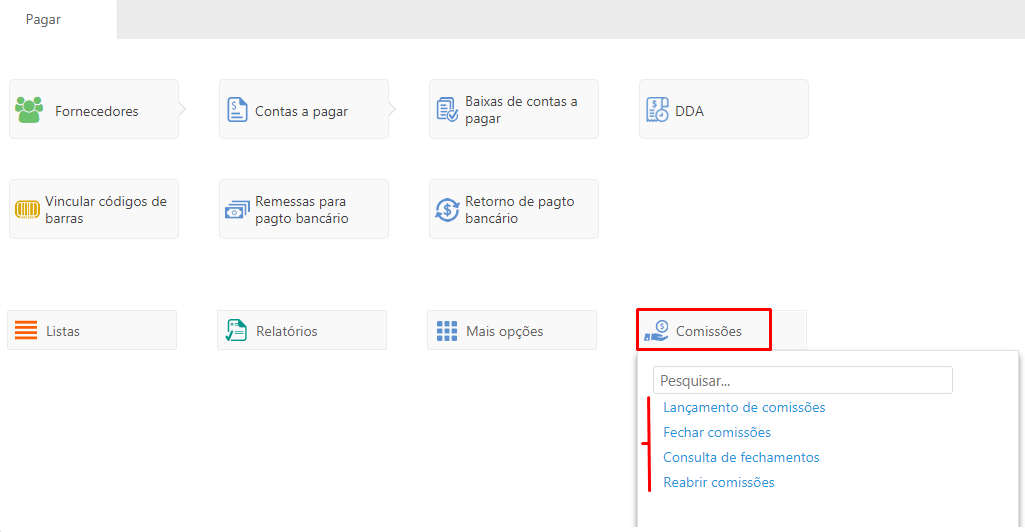 Pagar
Fornecedores
Contas a pagar
Baixas de contas a
pagar
DDA
Vincular códigos de
barras
Remessas para
pagto bancário
Retorno de pagto
bancário
Listas
Relatórios
Mais opções
Comissões
Pesquisar...
Lançamento de comissões
Fechar comissões
Consulta de fechamentos
Reabrir comissões